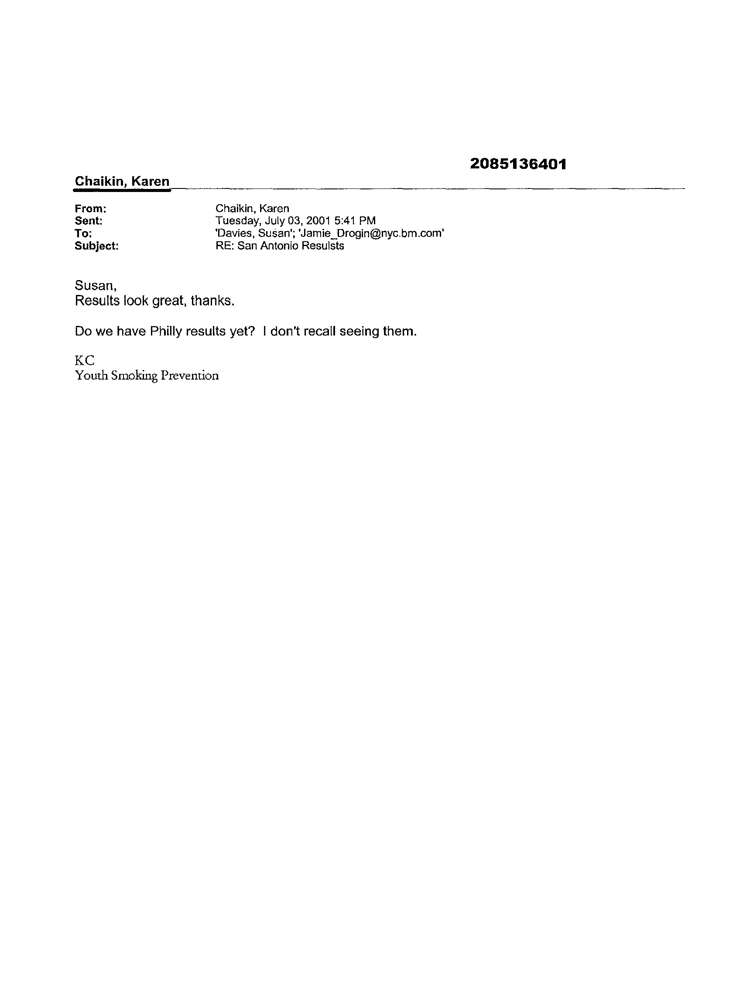 2085136401
Chaikin, Karen
From: Chaikin, Karen
Sent: Tuesday, July 03, 2001 5:41 PM
To: 'Davies, Susan'; 'Jamie_Drogin@nyc.bm.com'
Subject: RE: San Antonio Resulsts
Susan,
Results look great, thanks.
Do we have Philly results yet? I don't recall seeing them.
KC
Youth Smoking Prevention